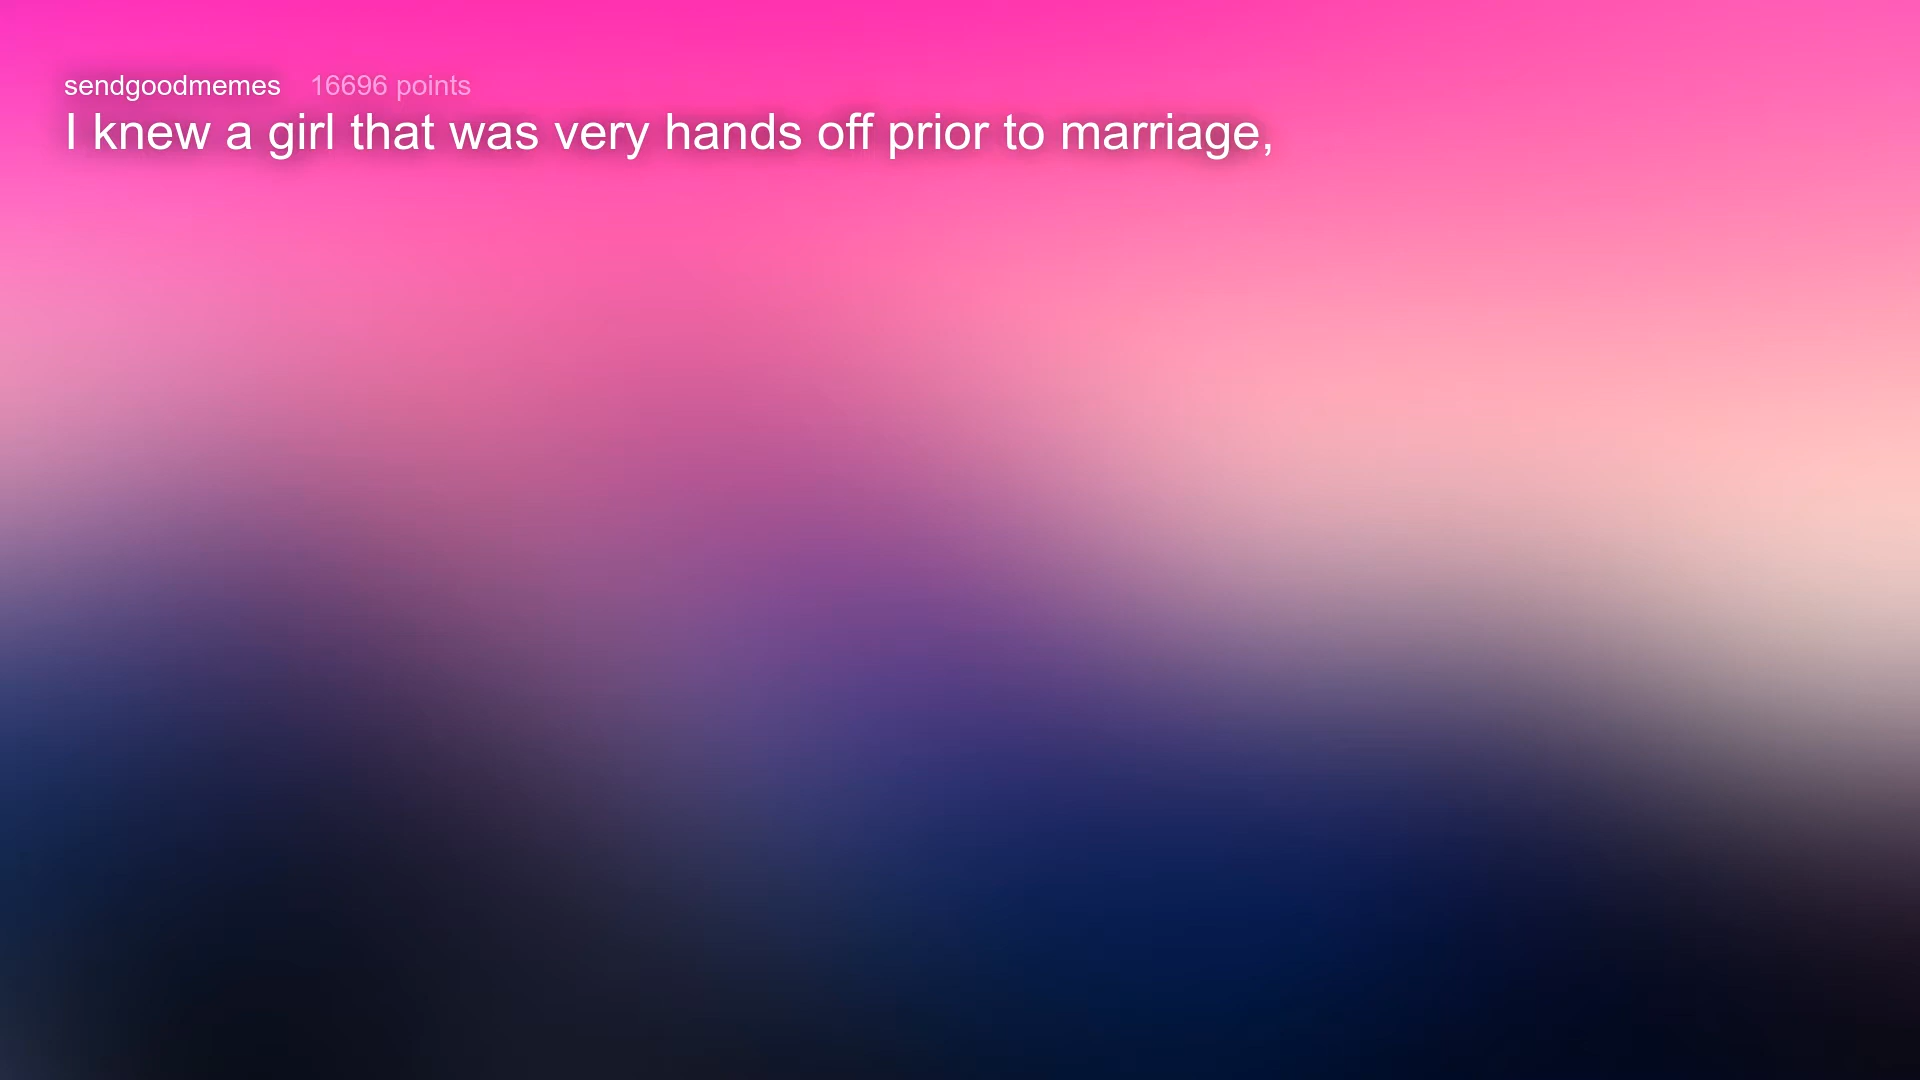 sendgoodmemes 16696 points
I knew a girl that was very hands off prior to marriage,